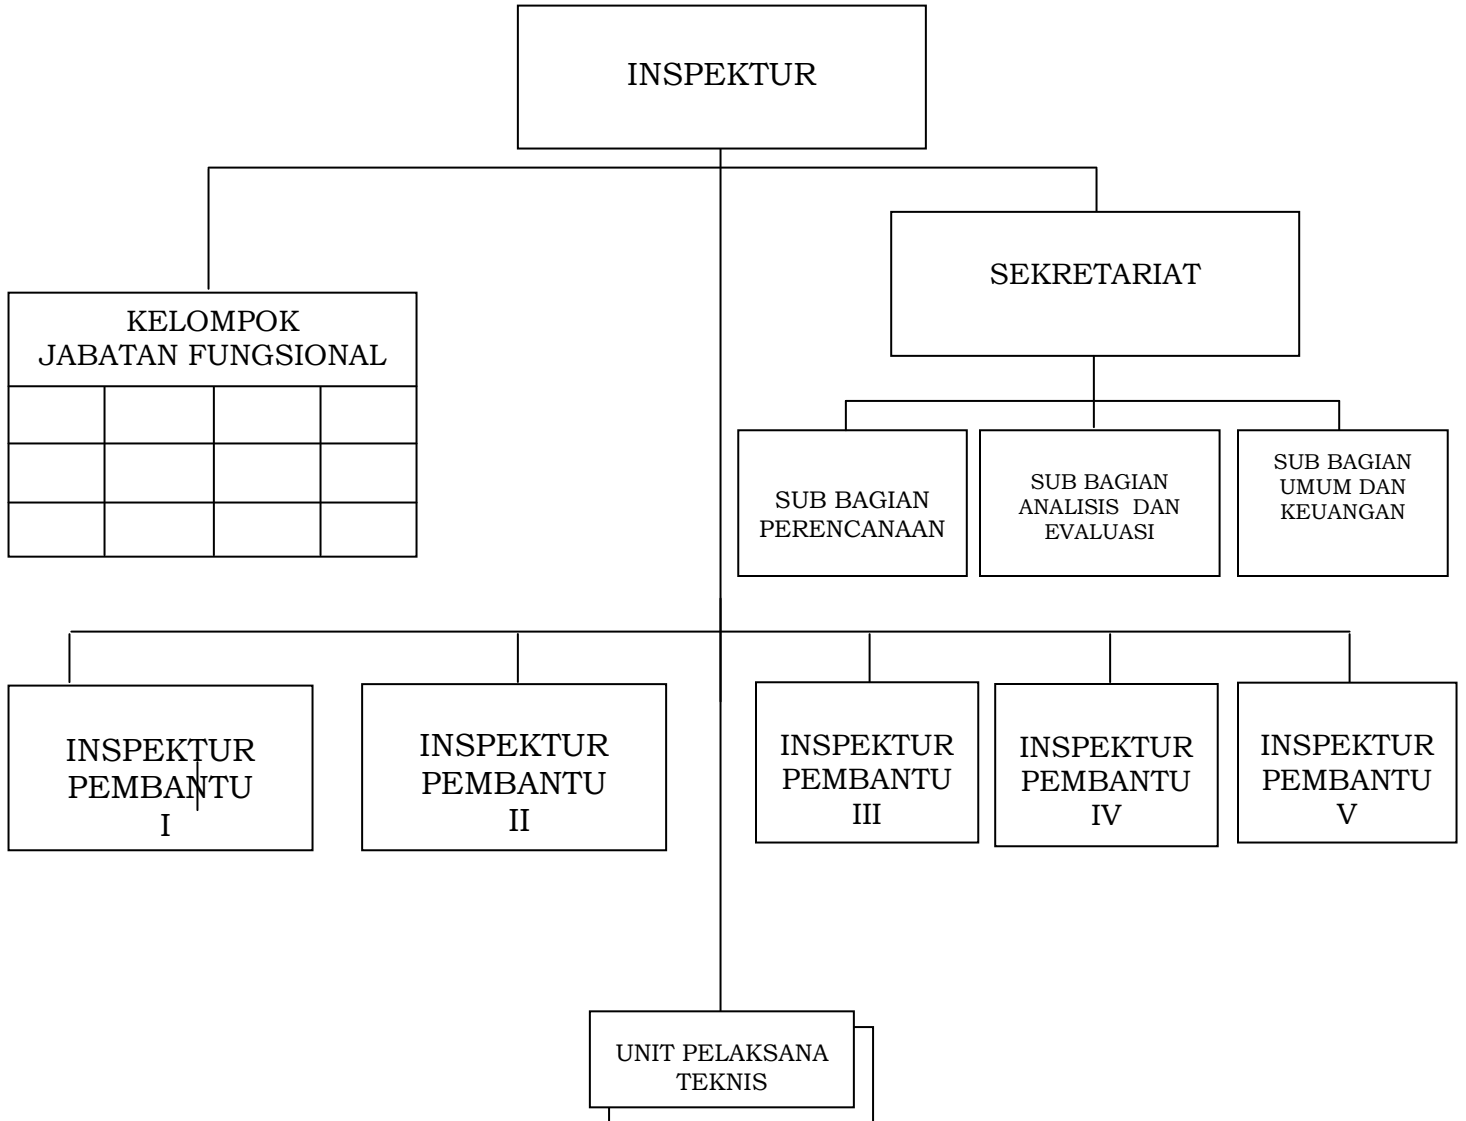 INSPEKTUR
SEKRETARIAT
KELOMPOK
JABATAN FUNGSIONAL
SUB BAGIAN
PERENCANAAN
SUB BAGIAN
ANALISIS DAN
EVALUASI
SUB BAGIAN
UMUM DAN
KEUANGAN
INSPEKTUR
PEMBANTU
I
INSPEKTUR
PEMBANTU
II
INSPEKTUR
PEMBANTU
III
INSPEKTUR
PEMBANTU
IV
INSPEKTUR
PEMBANTU
V
UNIT PELAKSANA
TEKNIS